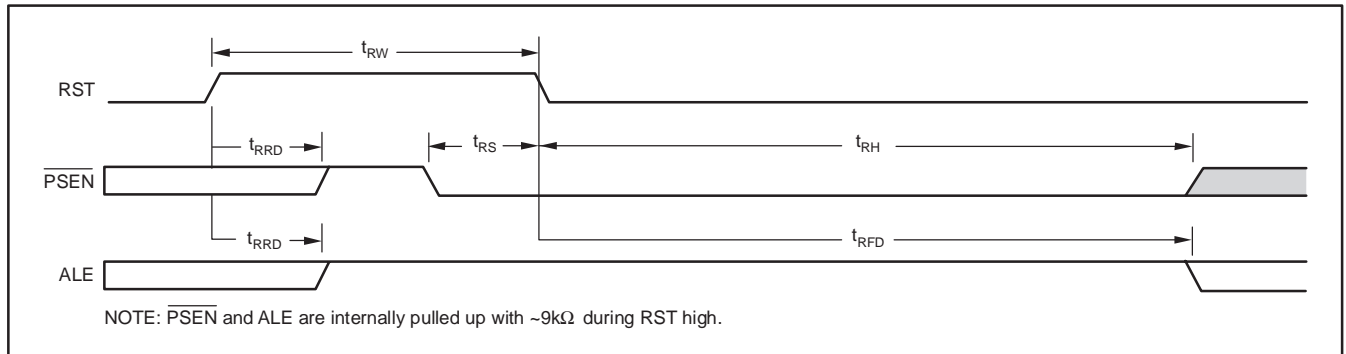 tRW
RST
tRRD
tRS
tRH
PSEN
tRRD
tRFD
ALE
NOTE: PSEN and ALE are internally pulled up with ~9kΩ during RST high.